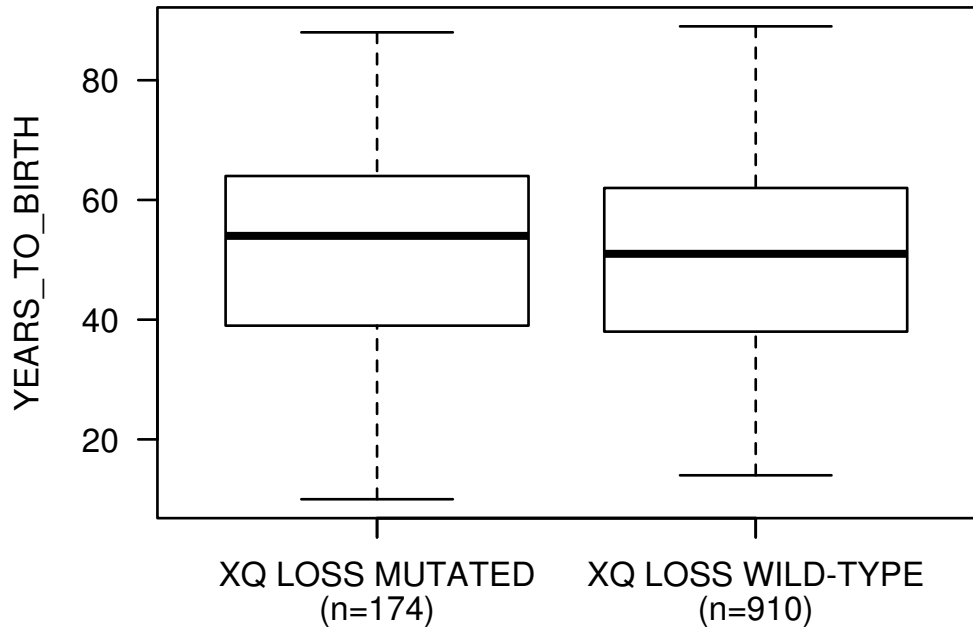 YEARS_TO_BIRTH
80
60
40
20
XQ LOSS MUTATED XQ LOSS WILD-TYPE
(n=174) (n=910)